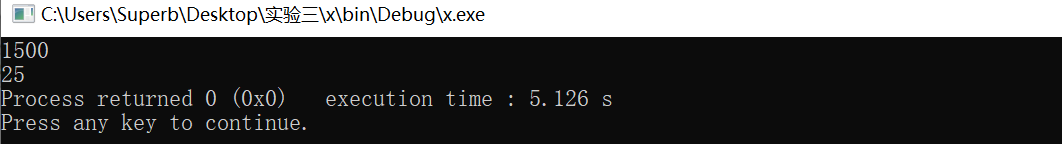 C:\Users\Superb\Desktop\实验三\x\bin\Debug\x.exe
1500
25
Process returned 0 (0x0)   execution time : 5.126 s
Press any key to continue.